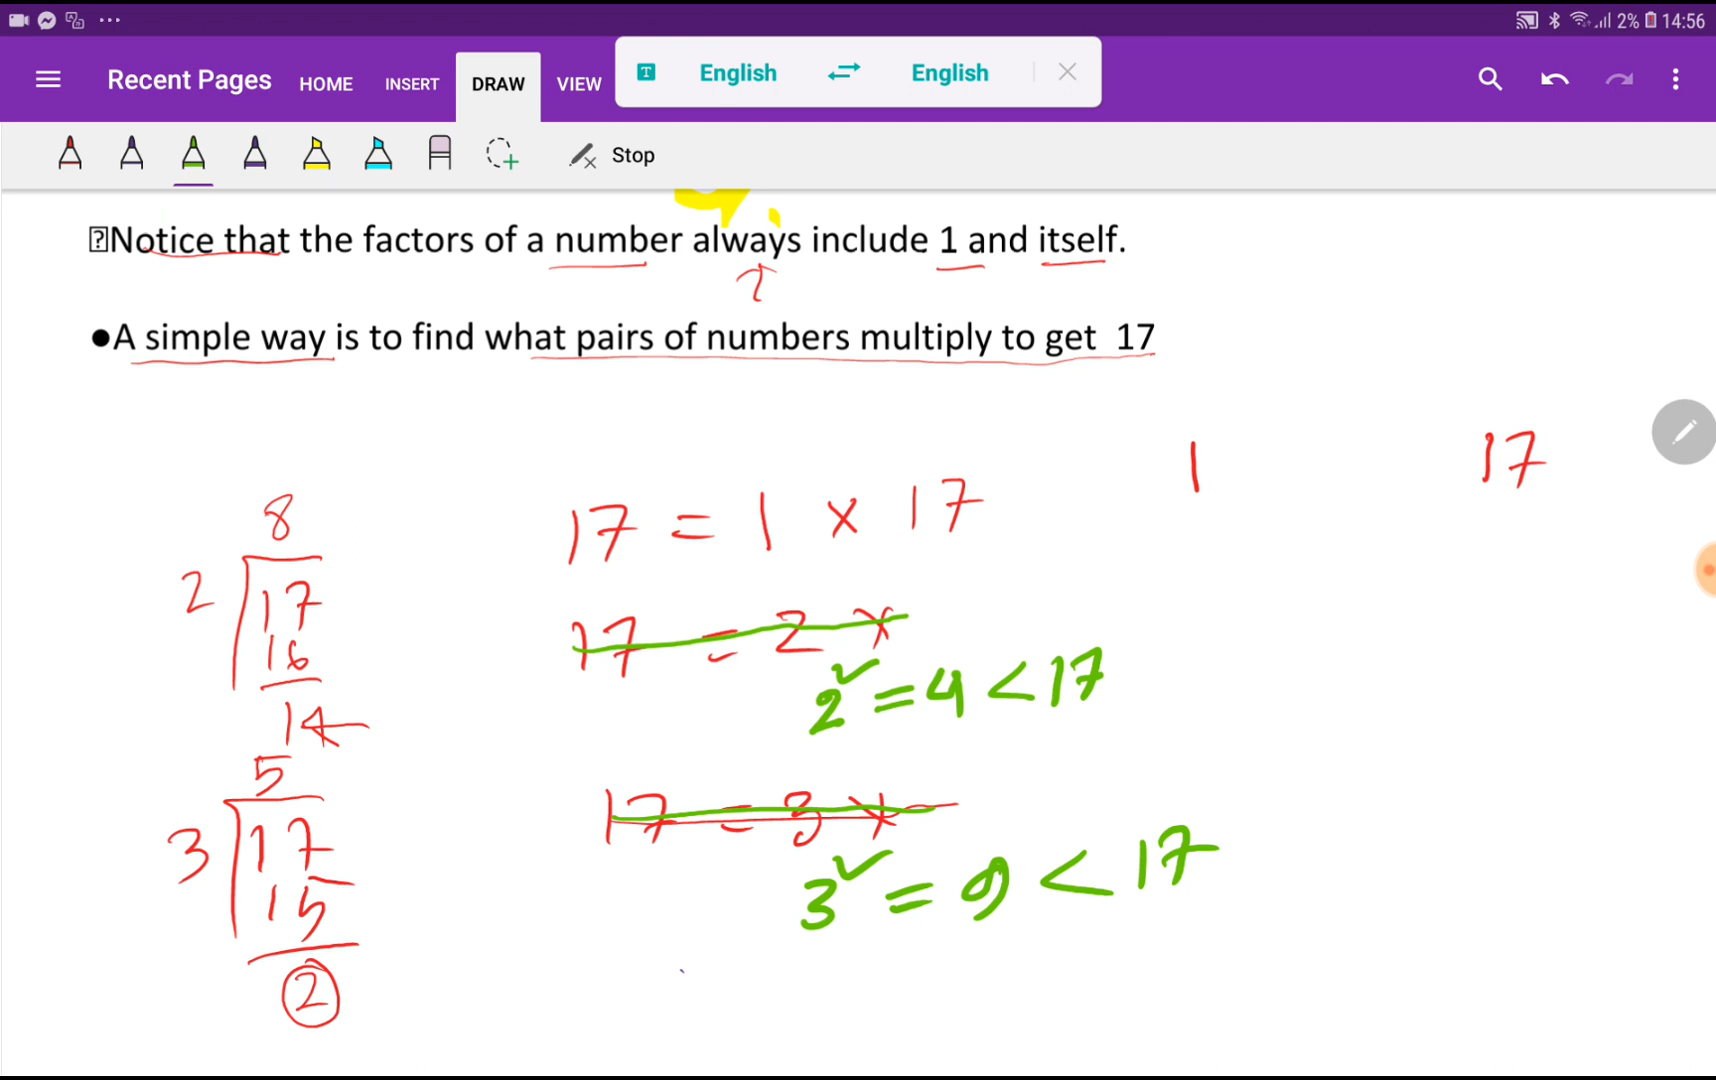 2% 14:56
Recent Pages HOME INSERT DRAW VIEW
T English English
Stop
Notice that the factors of a number always include 1 and itself.
●A simple way is to find what pairs of numbers multiply to get 17
1 17
17 = 1 × 17
8
2 17
16
1
17 = 2 ×
2² = 4 < 17
5
3 17
15
2
17 = 3 ×
3² = 9 < 17